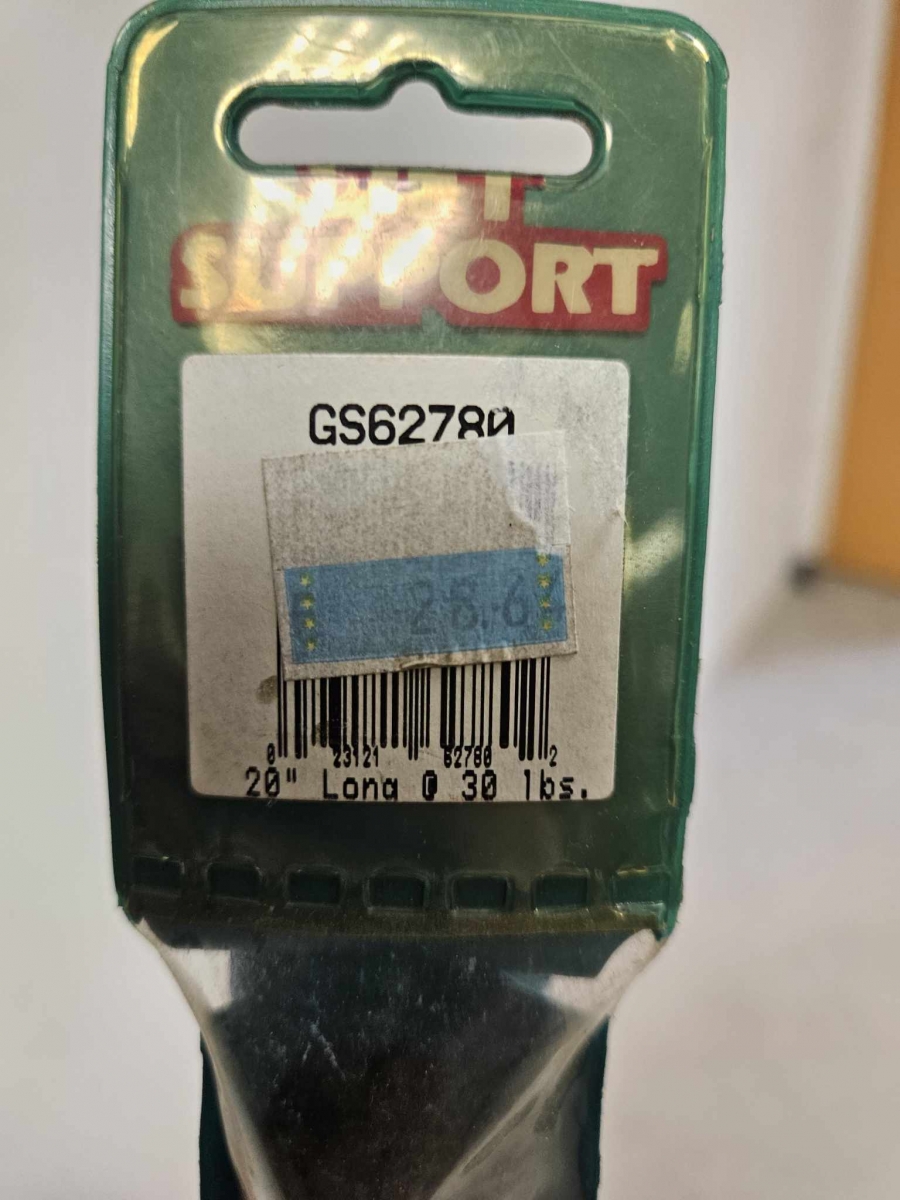 SUPPORT
GS62780
0 23121 62780 2
20" Long @ 30 lbs.